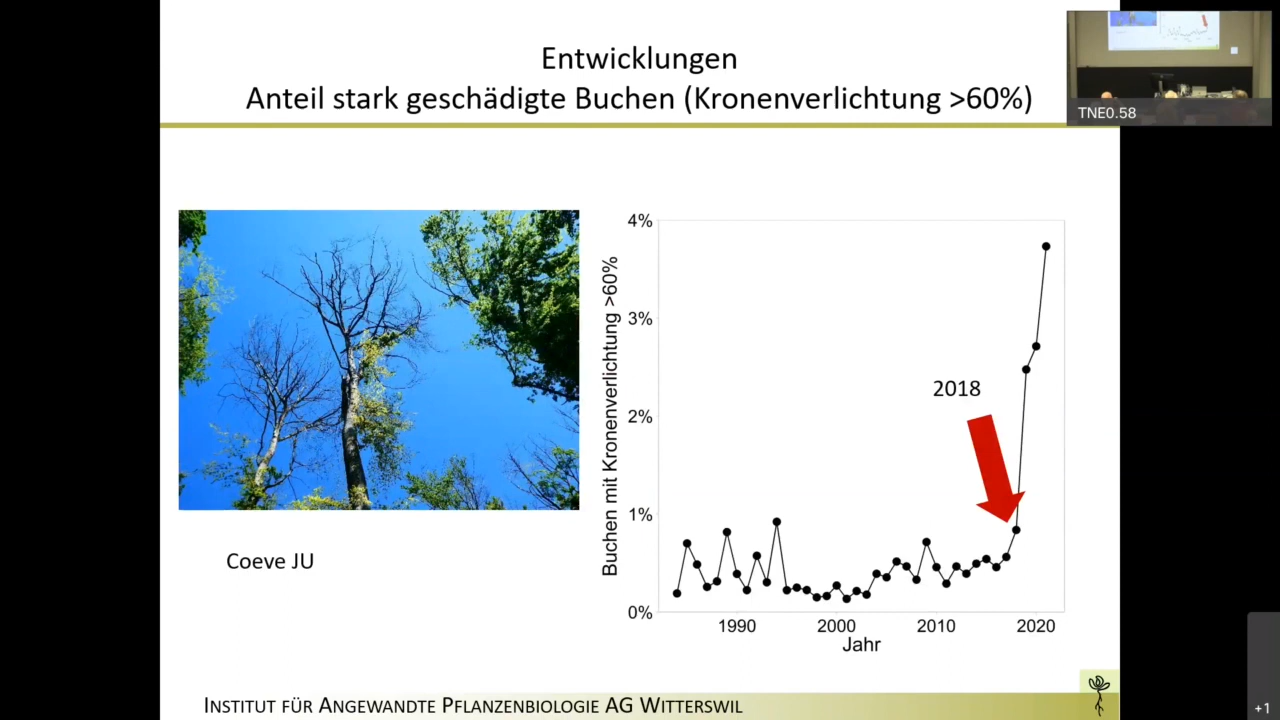 Entwicklungen
Anteil stark geschädigte Buchen (Kronenverlichtung >60%)
TNE0.58
Coeve JU
Buchen mit Kronenverlichtung >60%
4%
3%
2%
1%
0%
2018
1990
2000
2010
2020
Jahr
INSTITUT FÜR ANGEWANDTE PFLANZENBIOLOGIE AG WITTERSWIL
+1